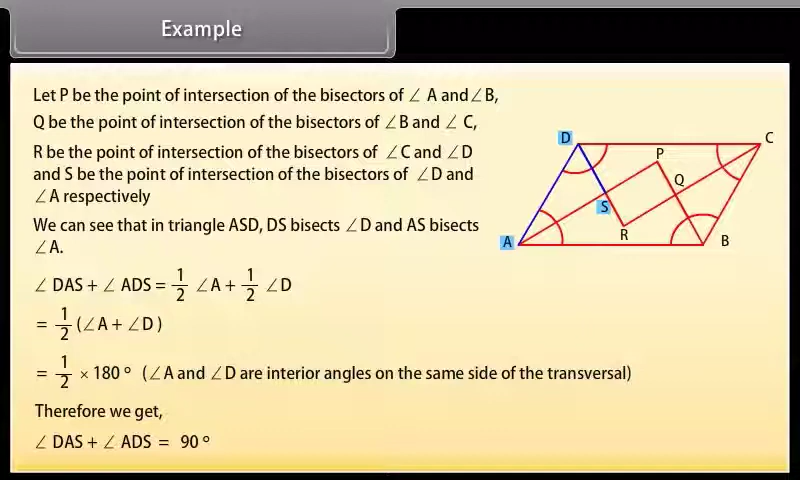 Example
Let P be the point of intersection of the bisectors of ∠ A and∠ B,
Q be the point of intersection of the bisectors of ∠B and ∠ C,
R be the point of intersection of the bisectors of ∠C and ∠D
and S be the point of intersection of the bisectors of ∠D and
∠A respectively
We can see that in triangle ASD, DS bisects ∠D and AS bisects
∠A.
∠ DAS + ∠ ADS = 1/2 ∠A + 1/2 ∠D
= 1/2 (∠A + ∠D )
= 1/2 × 180 º (∠A and ∠D are interior angles on the same side of the transversal)
Therefore we get,
∠ DAS + ∠ ADS = 90 º
D
C
P
Q
S
R
A
B